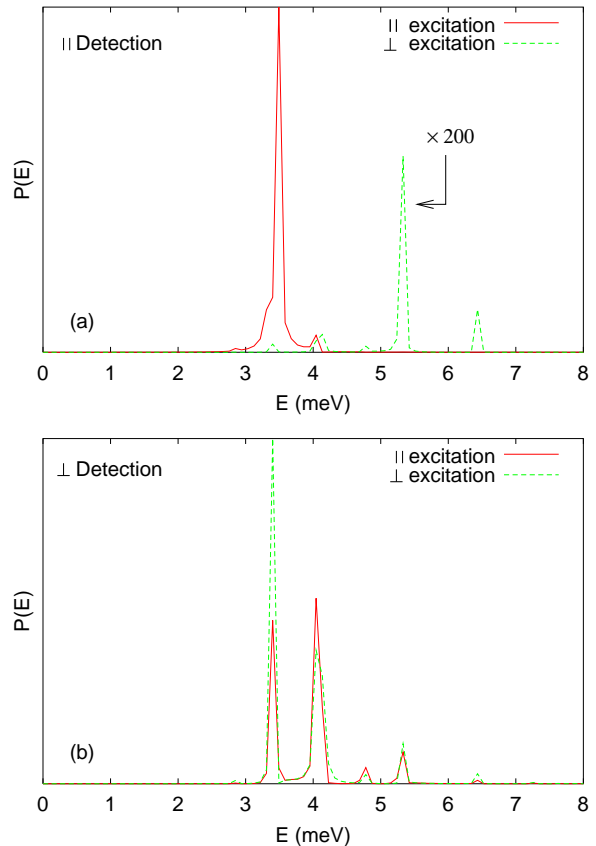 || Detection
|| excitation
⊥ excitation
× 200
P(E)
(a)
0 1 2 3 4 5 6 7 8
E (meV)
⊥ Detection
|| excitation
⊥ excitation
P(E)
(b)
0 1 2 3 4 5 6 7 8
E (meV)